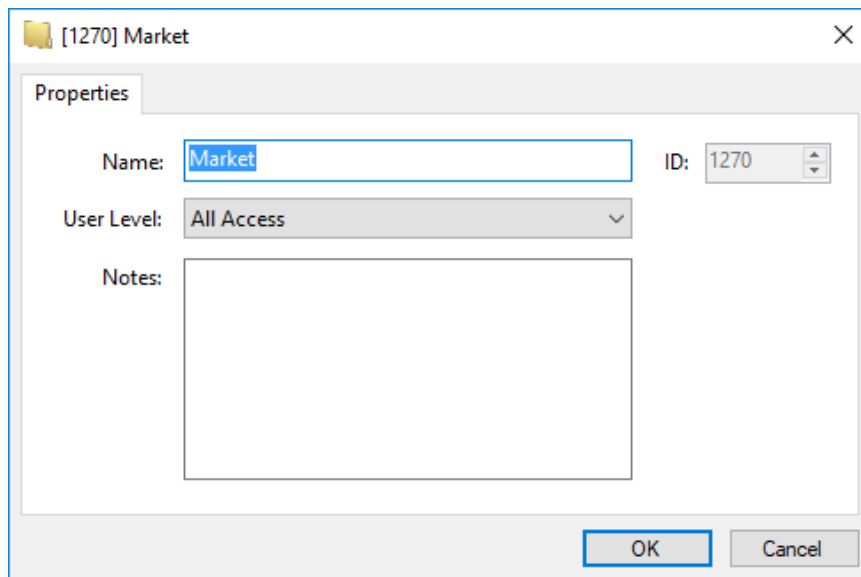 [1270] Market
Properties
Name: Market ID: 1270
User Level: All Access
Notes:
OK Cancel